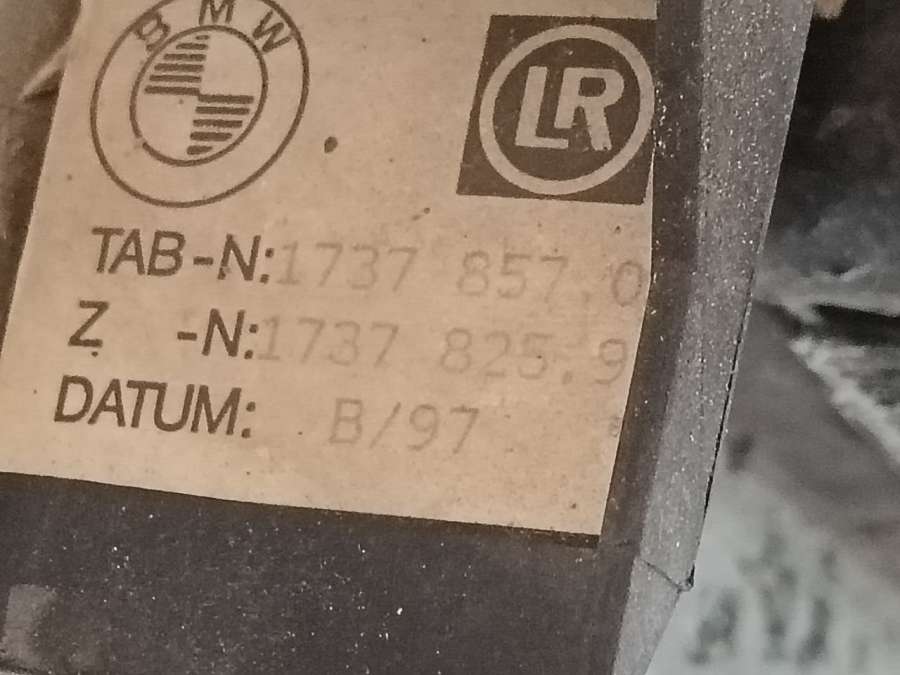 BMW
LR
TAB-N:1737 857.0
Z -N:1737 825.9
DATUM: B/97